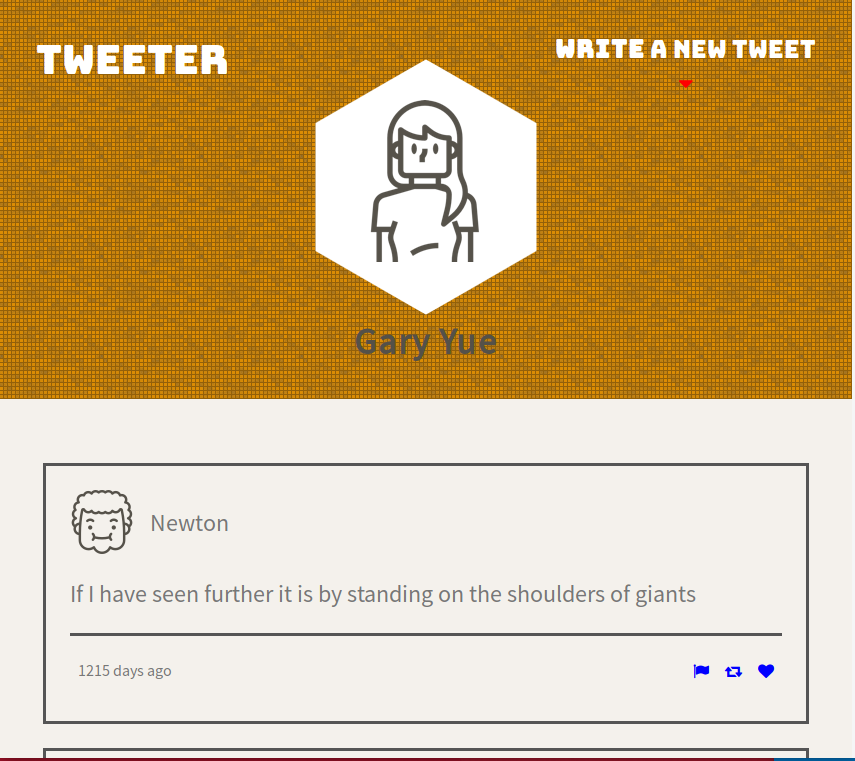 TWEETER
WRITE A NEW TWEET
Gary Yue
Newton
If I have seen further it is by standing on the shoulders of giants
1215 days ago